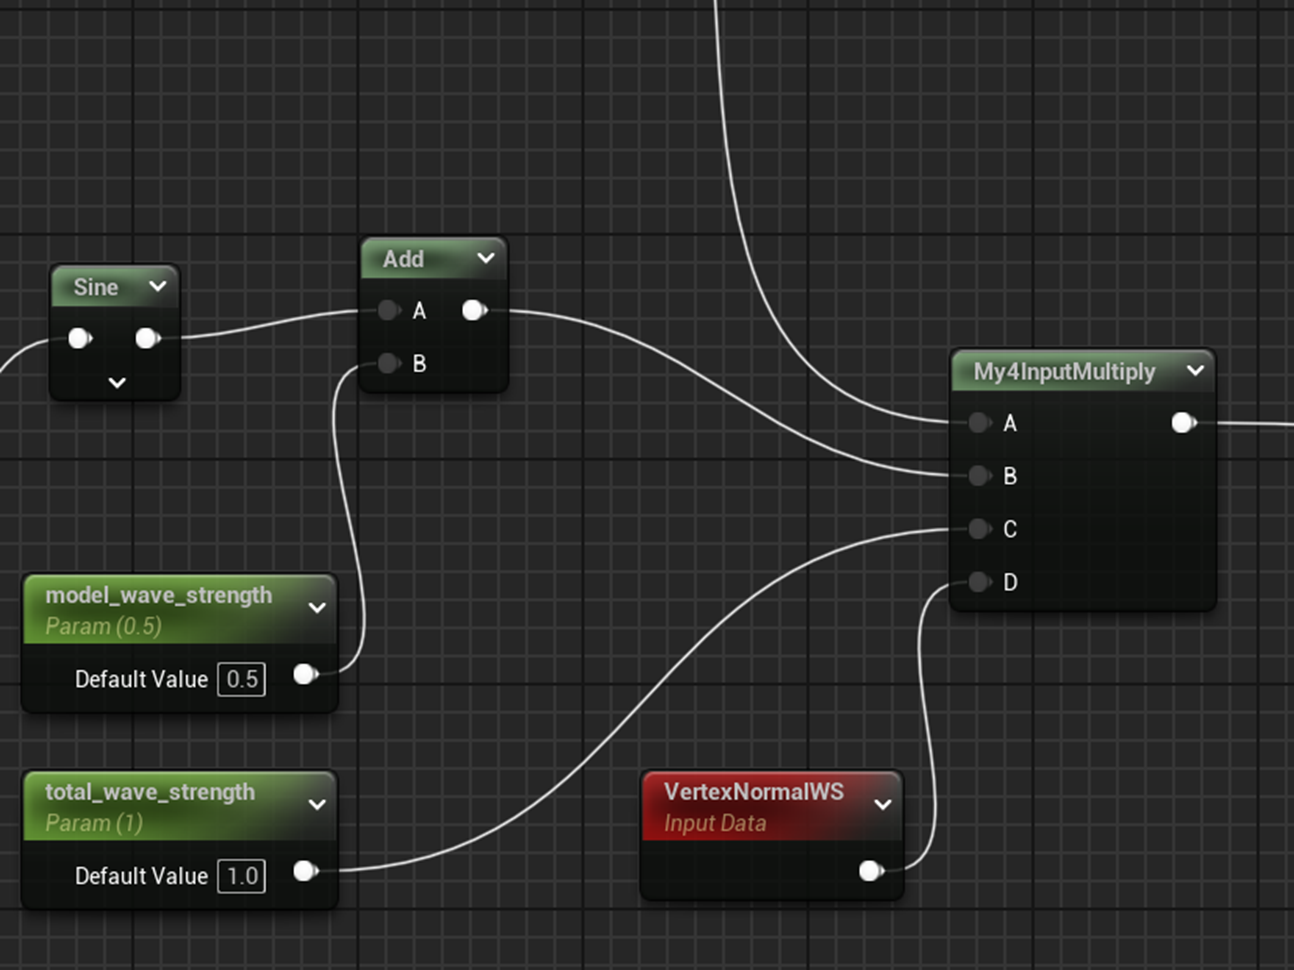 Sine
Add
A
B
My4InputMultiply
A
B
C
D
model_wave_strength
Param (0.5)
Default Value 0.5
total_wave_strength
Param (1)
Default Value 1.0
VertexNormalWS
Input Data